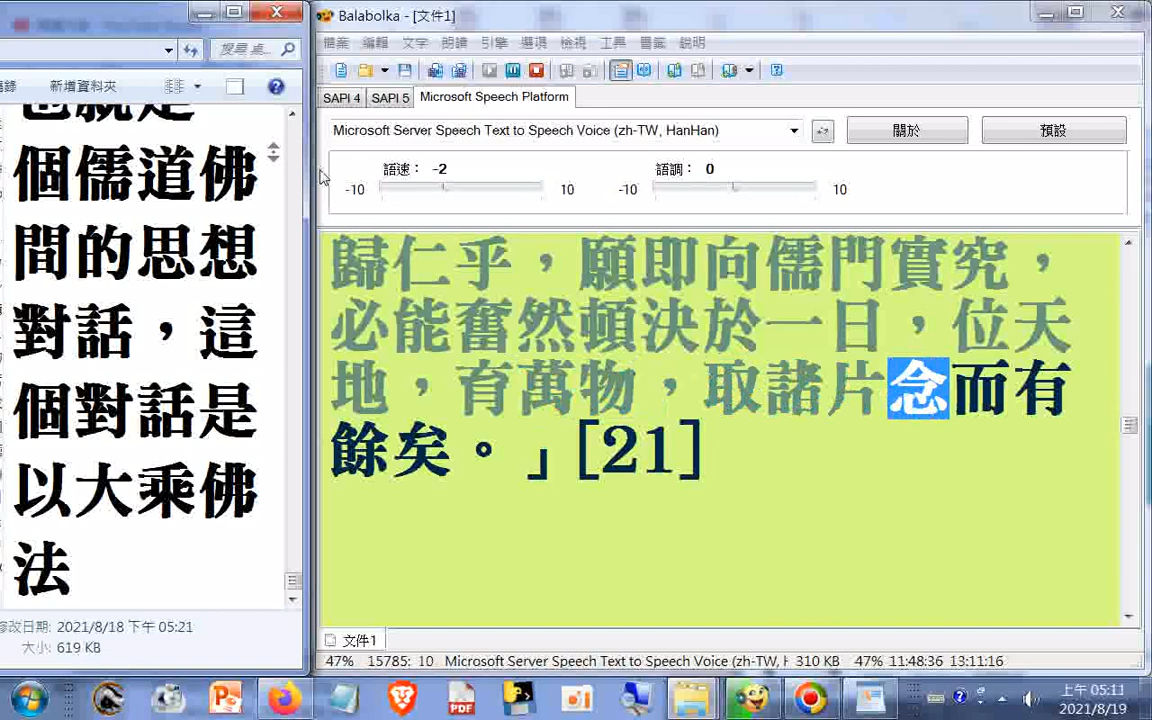 Balabolka - [文件1]
檔案 編輯 文字 朗讀 引擎 選項 檢視 工具 書籤 說明
SAPI 4 SAPI 5 Microsoft Speech Platform
Microsoft Server Speech Text to Speech Voice (zh-TW, HanHan)
關於
預設
語速： -2
-10 10
語調： 0
-10 10
歸仁乎，願即向儒門實究，
必能奮然頓決於一日，位天
地，育萬物，取諸片念而有
餘矣。」[21]
文件1
47% 15785: 10 Microsoft Server Speech Text to Speech Voice (zh-TW, H 310 KB 47% 11:48:36 13:11:16
搜尋 桌...
新增資料夾
也就是
個儒道佛
間的思想
對話，這
個對話是
以大乘佛
法
修改日期: 2021/8/18 下午 05:21
大小: 619 KB
上午 05:11
2021/8/19